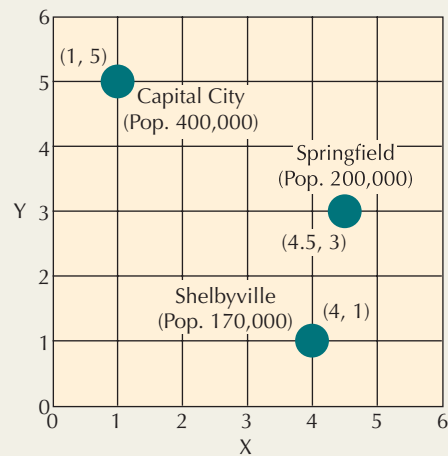 6
(1, 5)
5
Capital City
(Pop. 400,000)
4
Springfield
(Pop. 200,000)
Y
3
(4.5, 3)
2
Shelbyville
(Pop. 170,000)
(4, 1)
1
0
0 1 2 3 4 5 6
X